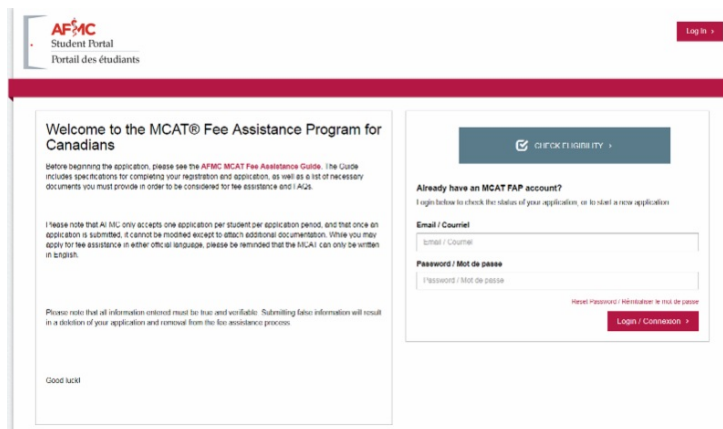 AFMC
Student Portal
Portail des étudiants
Log In ›
Welcome to the MCAT® Fee Assistance Program for
Canadians
Before beginning the application, please see the AFMC MCAT Fee Assistance Guide. The Guide
includes specifications for completing your registration and application, as well as a list of necessary
documents you must provide in order to be considered for fee assistance and FAQs.
Please note that AFMC only accepts one application per student per application period, and that once an
application is submitted, it cannot be modified except to attach additional documentation. While you may
apply for fee assistance in either official language, please be reminded that the MCAT can only be written
in English.
Please note that all information entered must be true and verifiable. Submitting false information will result
in a deletion of your application and removal from the fee assistance process.
Good luck!
CHECK ELIGIBILITY ›
Already have an MCAT FAP account?
Login below to check the status of your application, or to start a new application
Email / Courriel
Email / Courriel
Password / Mot de passe
Password / Mot de passe
Reset Password / Réinitialiser le mot de passe
Login / Connexion ›